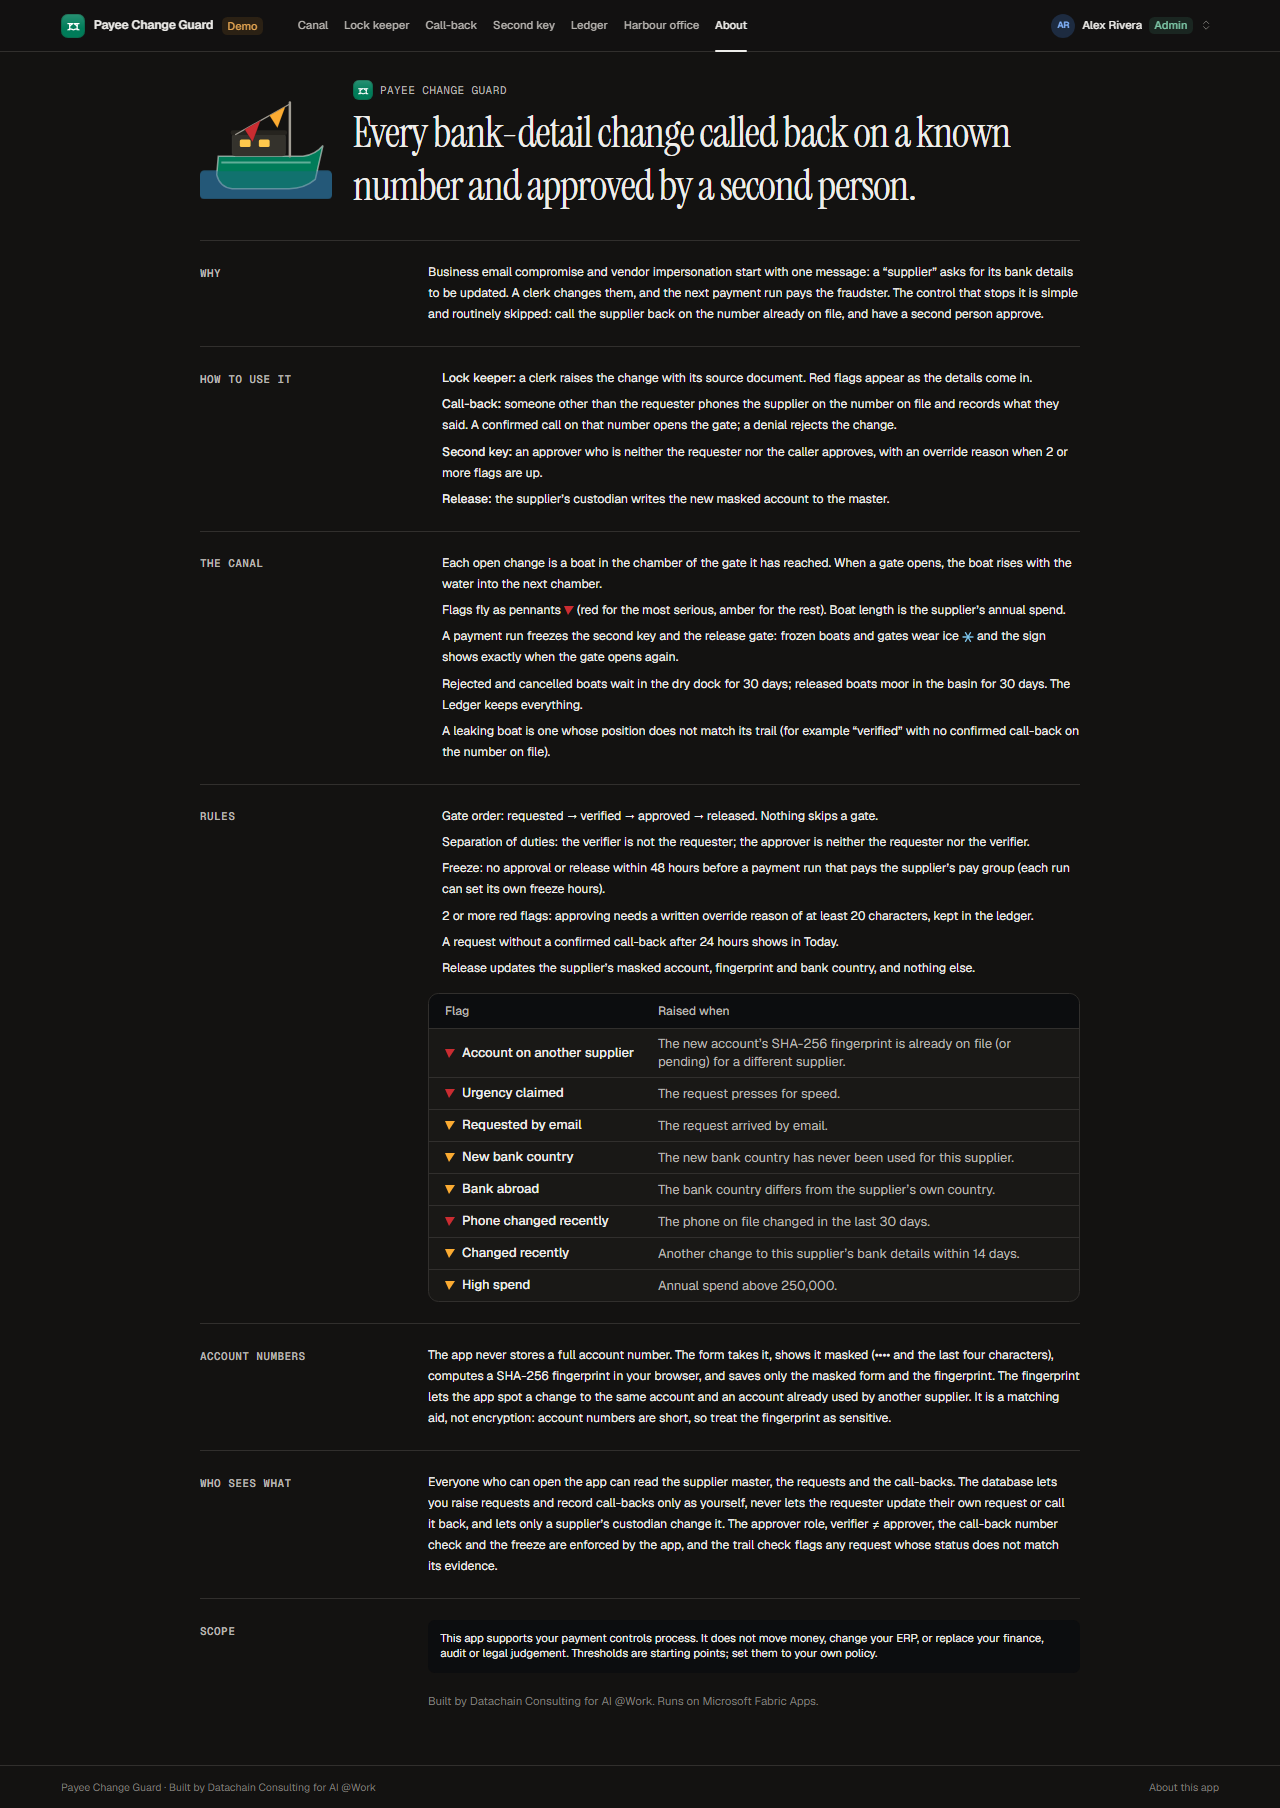 Payee Change Guard Demo Canal Lock keeper Call-back Second key Ledger Harbour office About AR Alex Rivera Admin
PAYEE CHANGE GUARD
Every bank-detail change called back on a known
number and approved by a second person.
WHY
Business email compromise and vendor impersonation start with one message: a “supplier” asks for its bank details
to be updated. A clerk changes them, and the next payment run pays the fraudster. The control that stops it is simple
and routinely skipped: call the supplier back on the number already on file, and have a second person approve.
HOW TO USE IT
Lock keeper: a clerk raises the change with its source document. Red flags appear as the details come in.
Call-back: someone other than the requester phones the supplier on the number on file and records what they
said. A confirmed call on that number opens the gate; a denial rejects the change.
Second key: an approver who is neither the requester nor the caller approves, with an override reason when 2 or
more flags are up.
Release: the supplier's custodian writes the new masked account to the master.
THE CANAL
Each open change is a boat in the chamber of the gate it has reached. When a gate opens, the boat rises with the
water into the next chamber.
Flags fly as pennants ▼ (red for the most serious, amber for the rest). Boat length is the supplier's annual spend.
A payment run freezes the second key and the release gate: frozen boats and gates wear ice and the sign
shows exactly when the gate opens again.
Rejected and cancelled boats wait in the dry dock for 30 days; released boats moor in the basin for 30 days. The
Ledger keeps everything.
A leaking boat is one whose position does not match its trail (for example “verified” with no confirmed call-back on
the number on file).
RULES
Gate order: requested → verified → approved → released. Nothing skips a gate.
Separation of duties: the verifier is not the requester; the approver is neither the requester nor the verifier.
Freeze: no approval or release within 48 hours before a payment run that pays the supplier's pay group (each run
can set its own freeze hours).
2 or more red flags: approving needs a written override reason of at least 20 characters, kept in the ledger.
A request without a confirmed call-back after 24 hours shows in Today.
Release updates the supplier's masked account, fingerprint and bank country, and nothing else.
Flag Raised when
▼ Account on another supplier The new account's SHA-256 fingerprint is already on file (or
pending) for a different supplier.
▼ Urgency claimed The request presses for speed.
▼ Requested by email The request arrived by email.
▼ New bank country The new bank country has never been used for this supplier.
▼ Bank abroad The bank country differs from the supplier's own country.
▼ Phone changed recently The phone on file changed in the last 30 days.
▼ Changed recently Another change to this supplier's bank details within 14 days.
▼ High spend Annual spend above 250,000.
ACCOUNT NUMBERS
The app never stores a full account number. The form takes it, shows it masked (•••• and the last four characters),
computes a SHA-256 fingerprint in your browser, and saves only the masked form and the fingerprint. The fingerprint
lets the app spot a change to the same account and an account already used by another supplier. It is a matching
aid, not encryption: account numbers are short, so treat the fingerprint as sensitive.
WHO SEES WHAT
Everyone who can open the app can read the supplier master, the requests and the call-backs. The database lets
you raise requests and record call-backs only as yourself, never lets the requester update their own request or call
it back, and lets only a supplier's custodian change it. The approver role, verifier ≠ approver, the call-back number
check and the freeze are enforced by the app, and the trail check flags any request whose status does not match
its evidence.
SCOPE
This app supports your payment controls process. It does not move money, change your ERP, or replace your finance,
audit or legal judgement. Thresholds are starting points; set them to your own policy.
Built by Datachain Consulting for AI @Work. Runs on Microsoft Fabric Apps.
Payee Change Guard · Built by Datachain Consulting for AI @Work About this app